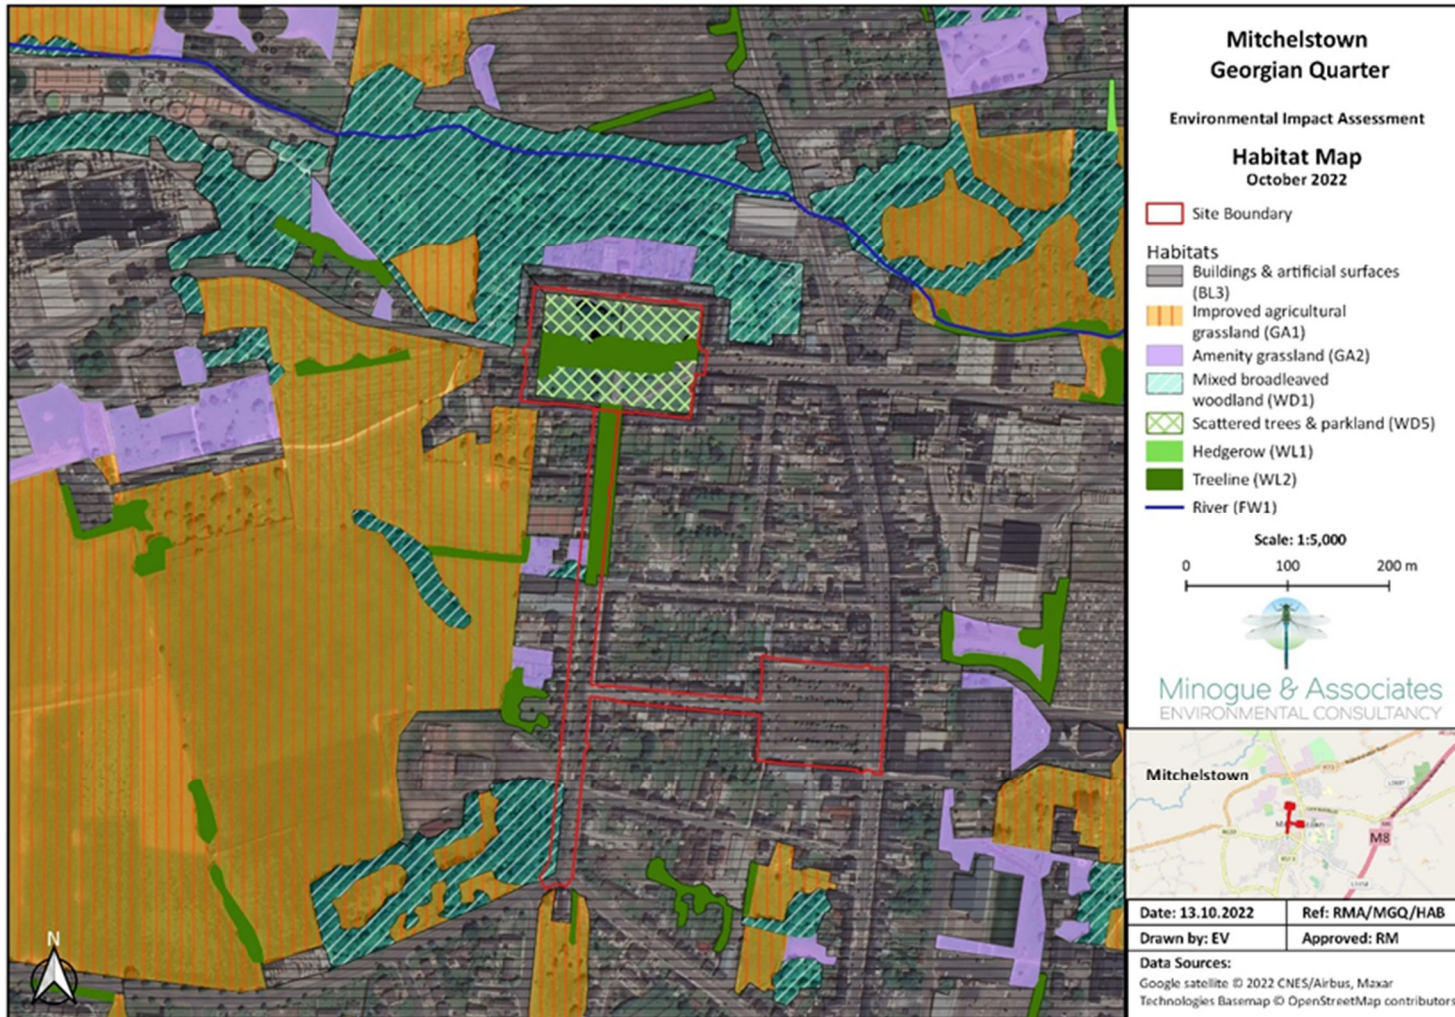 Mitchelstown
Georgian Quarter
Environmental Impact Assessment
Habitat Map
October 2022
Site Boundary
Habitats
Buildings & artificial surfaces
(BL3)
Improved agricultural
grassland (GA1)
Amenity grassland (GA2)
Mixed broadleaved
woodland (WD1)
Scattered trees & parkland (WD5)
Hedgerow (WL1)
Treeline (WL2)
River (FW1)
Scale: 1:5,000
0 100 200 m
Minogue & Associates
ENVIRONMENTAL CONSULTANCY
Mitchelstown
M8
N
Date: 13.10.2022 Ref: RMA/MGQ/HAB
Drawn by: EV Approved: RM
Data Sources:
Google satellite © 2022 CNES/Airbus, Maxar
Technologies Basemap © OpenStreetMap contributors